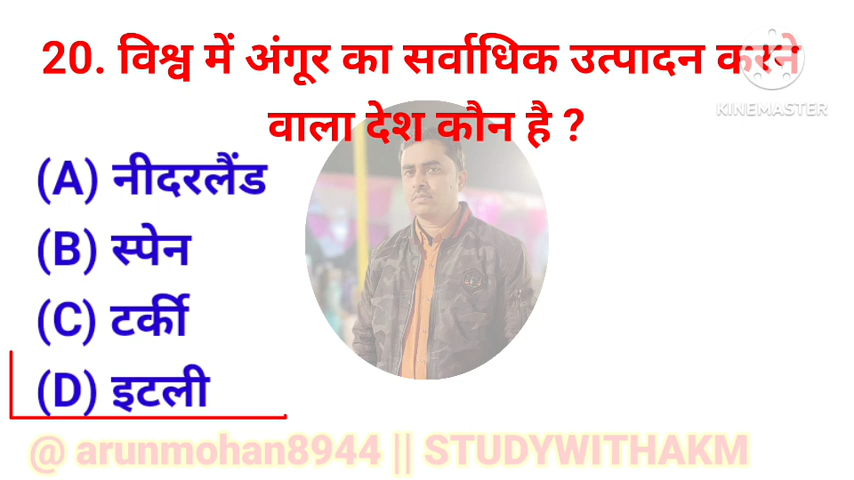 20. विश्व में अंगूर का सर्वाधिक उत्पादन करने
वाला देश कौन है ?
KINEMASTER
(A) नीदरलैंड
(B) स्पेन
(C) टर्की
(D) इटली
@ arunmohan8944 || STUDYWITHAKM